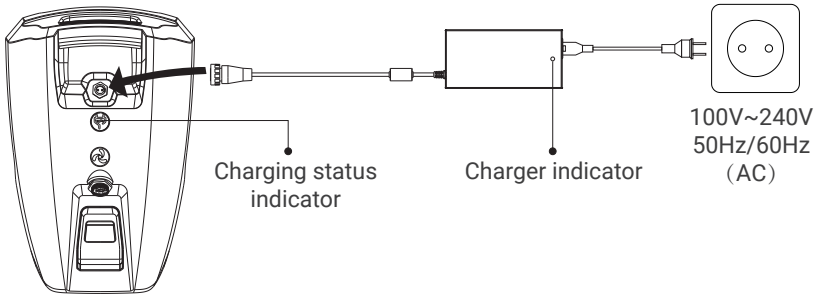 100V~240V
50Hz/60Hz
（AC）
Charging status
indicator
Charger indicator